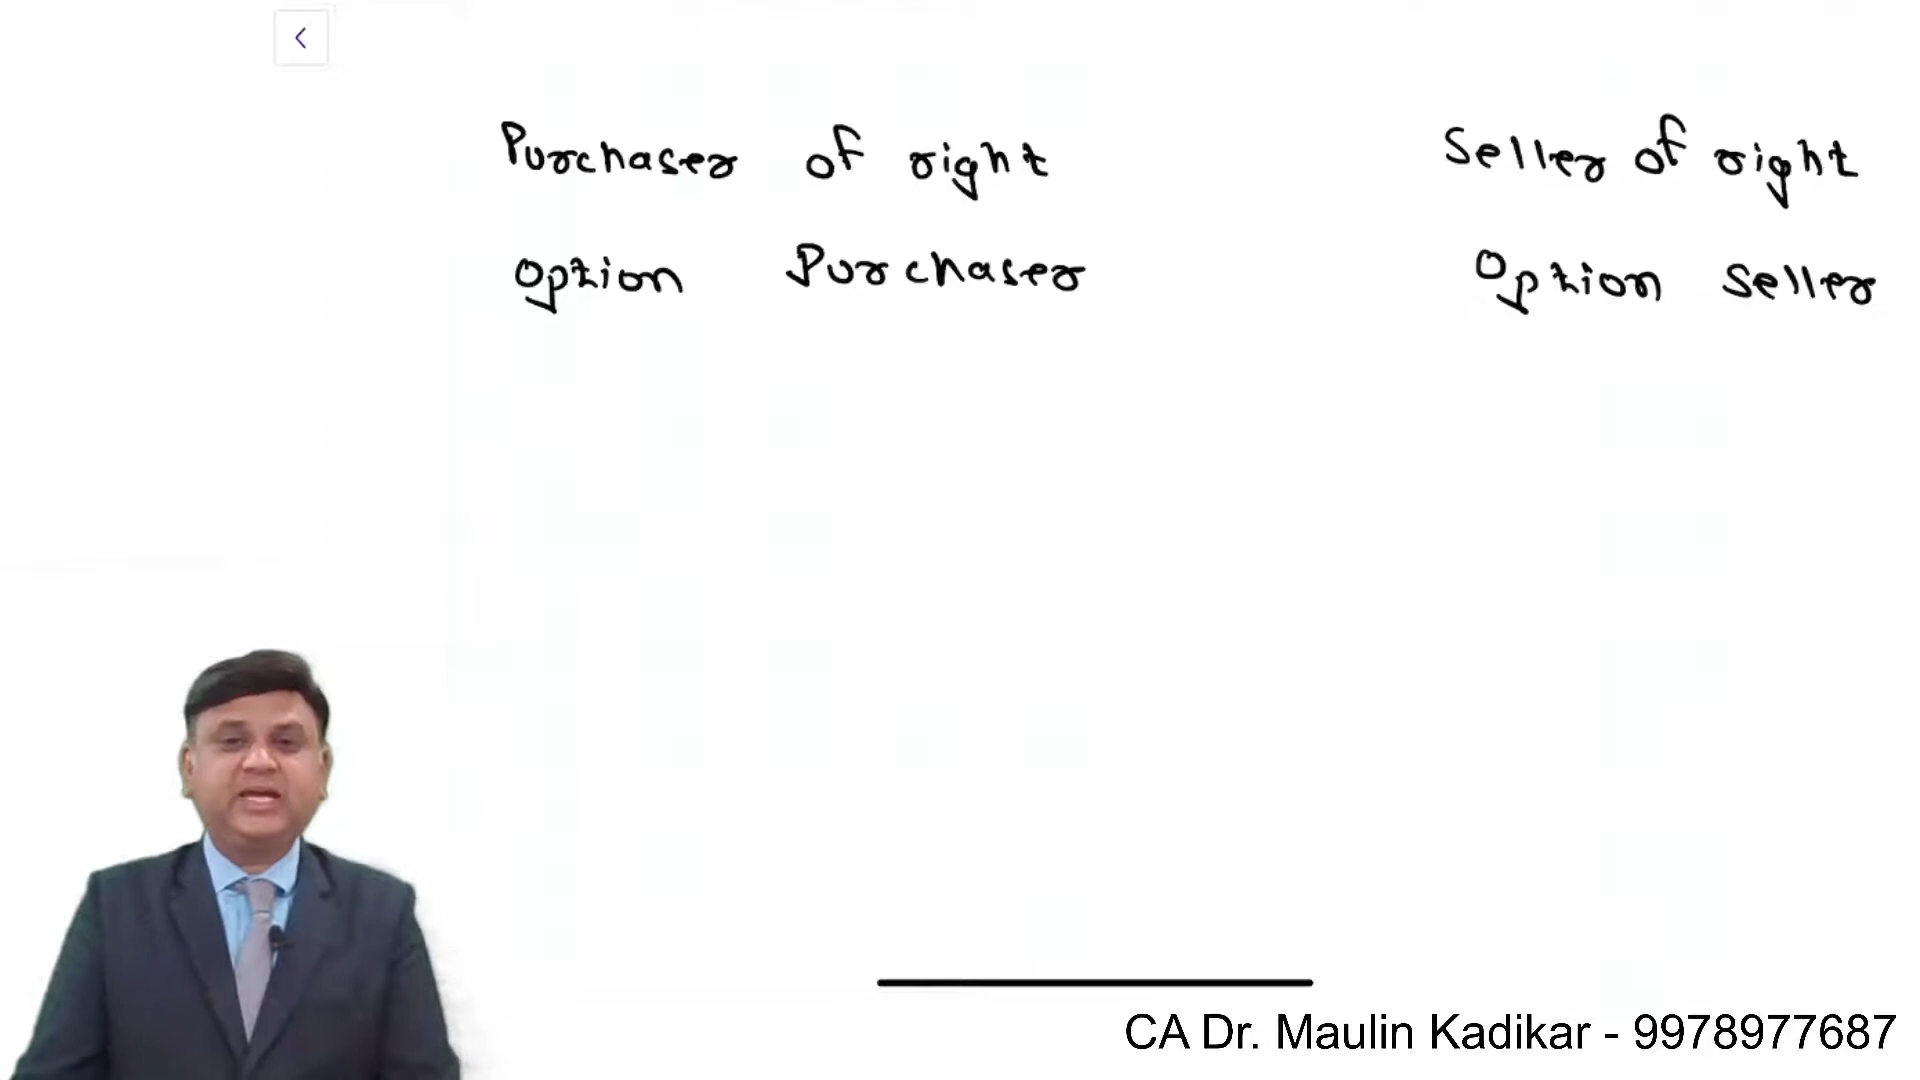 Purchaser of right
Seller of right
Option Purchaser
Option Seller
CA Dr. Maulin Kadikar - 9978977687